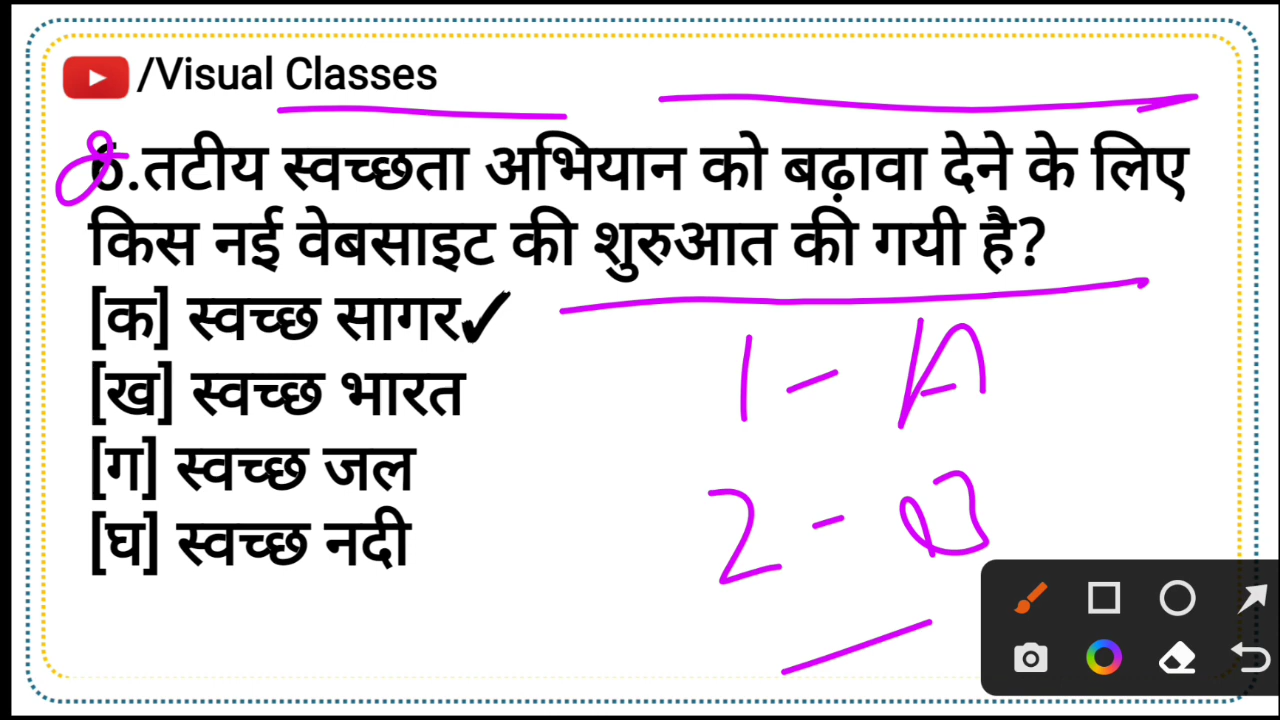 /Visual Classes
6.तटीय स्वच्छता अभियान को बढ़ावा देने के लिए
किस नई वेबसाइट की शुरुआत की गयी है?
[क] स्वच्छ सागर✓
[ख] स्वच्छ भारत
[ग] स्वच्छ जल
[घ] स्वच्छ नदी
1 - A
2 -